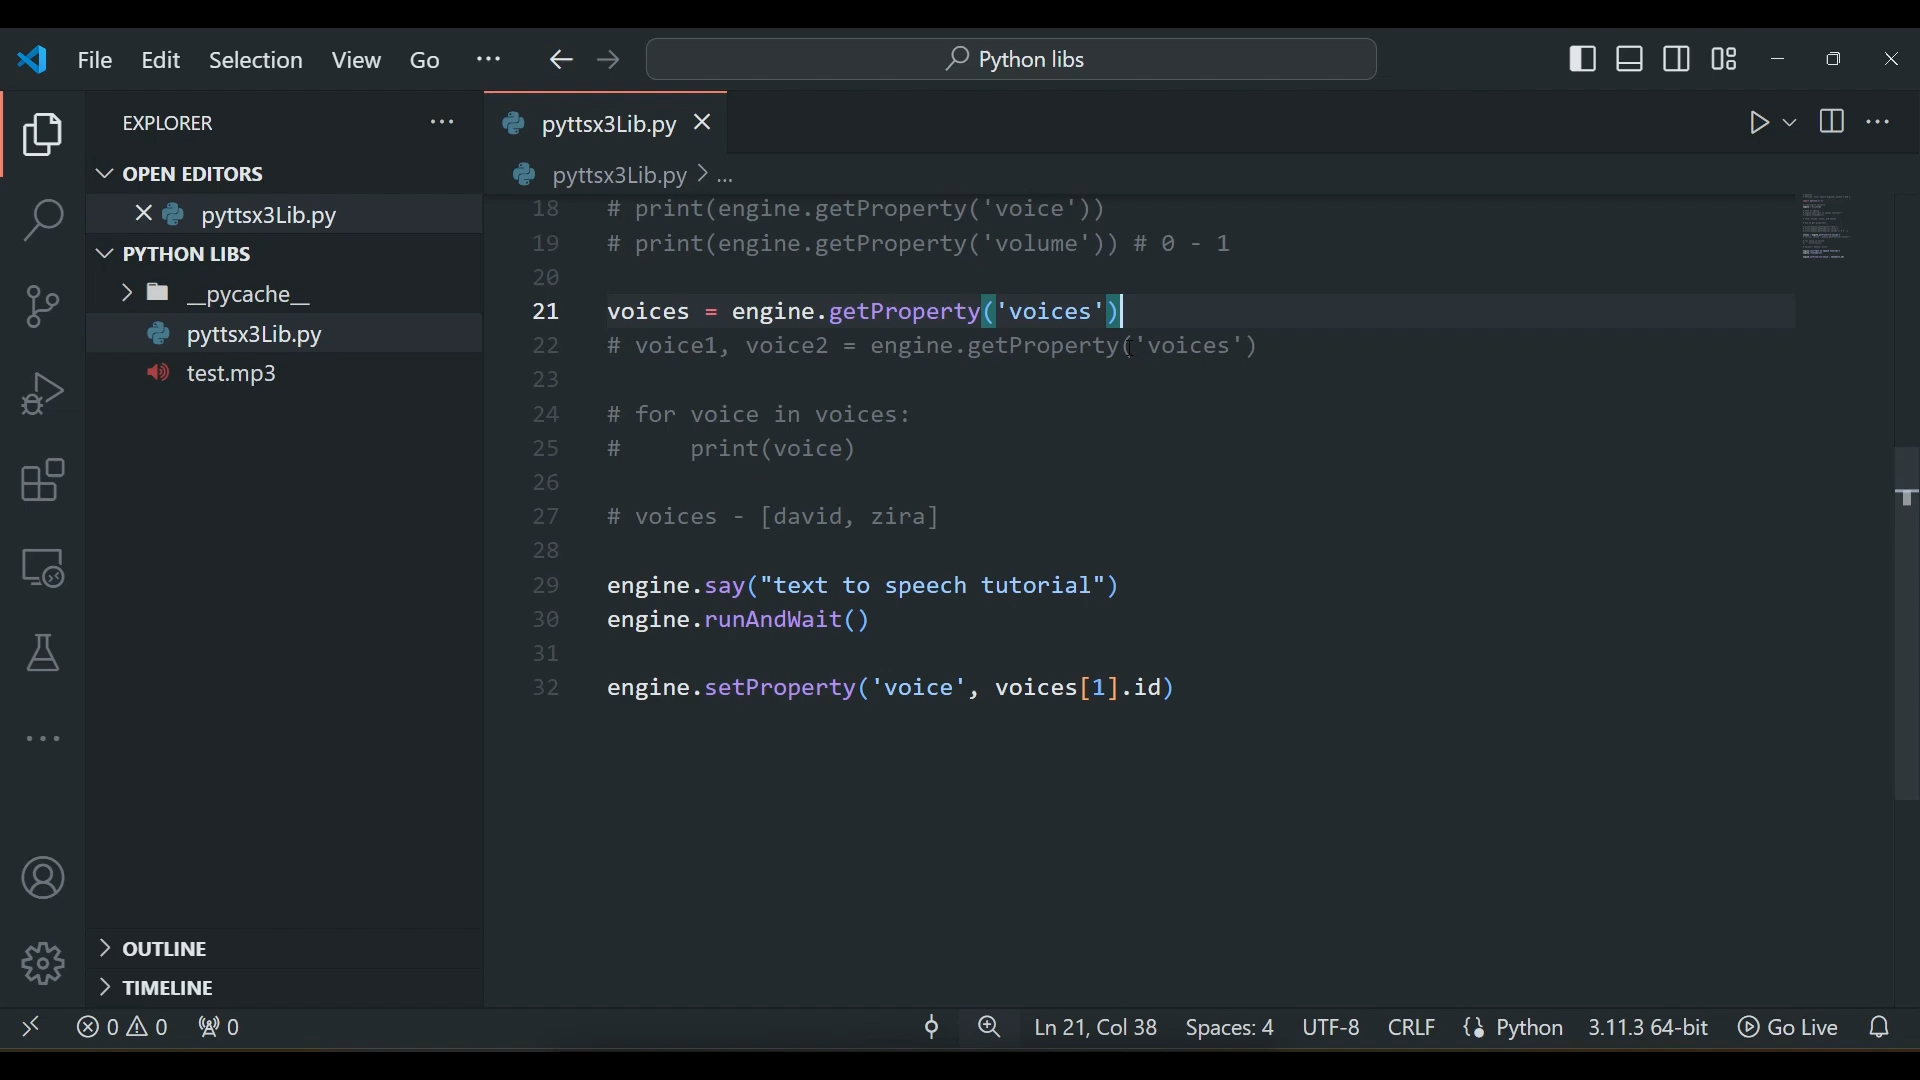 File Edit Selection View Go ··· Python libs
EXPLORER ···
OPEN EDITORS
pyttsx3Lib.py
PYTHON LIBS
__pycache__
pyttsx3Lib.py
test.mp3
OUTLINE
TIMELINE
pyttsx3Lib.py
pyttsx3Lib.py > ...
18 # print(engine.getProperty('voice'))
19 # print(engine.getProperty('volume')) # 0 - 1
20
21 voices = engine.getProperty('voices')
22 # voice1, voice2 = engine.getProperty('voices')
23
24 # for voice in voices:
25 #     print(voice)
26
27 # voices - [david, zira]
28
29 engine.say("text to speech tutorial")
30 engine.runAndWait()
31
32 engine.setProperty('voice', voices[1].id)
0 0 0 Ln 21, Col 38 Spaces: 4 UTF-8 CRLF Python 3.11.3 64-bit Go Live